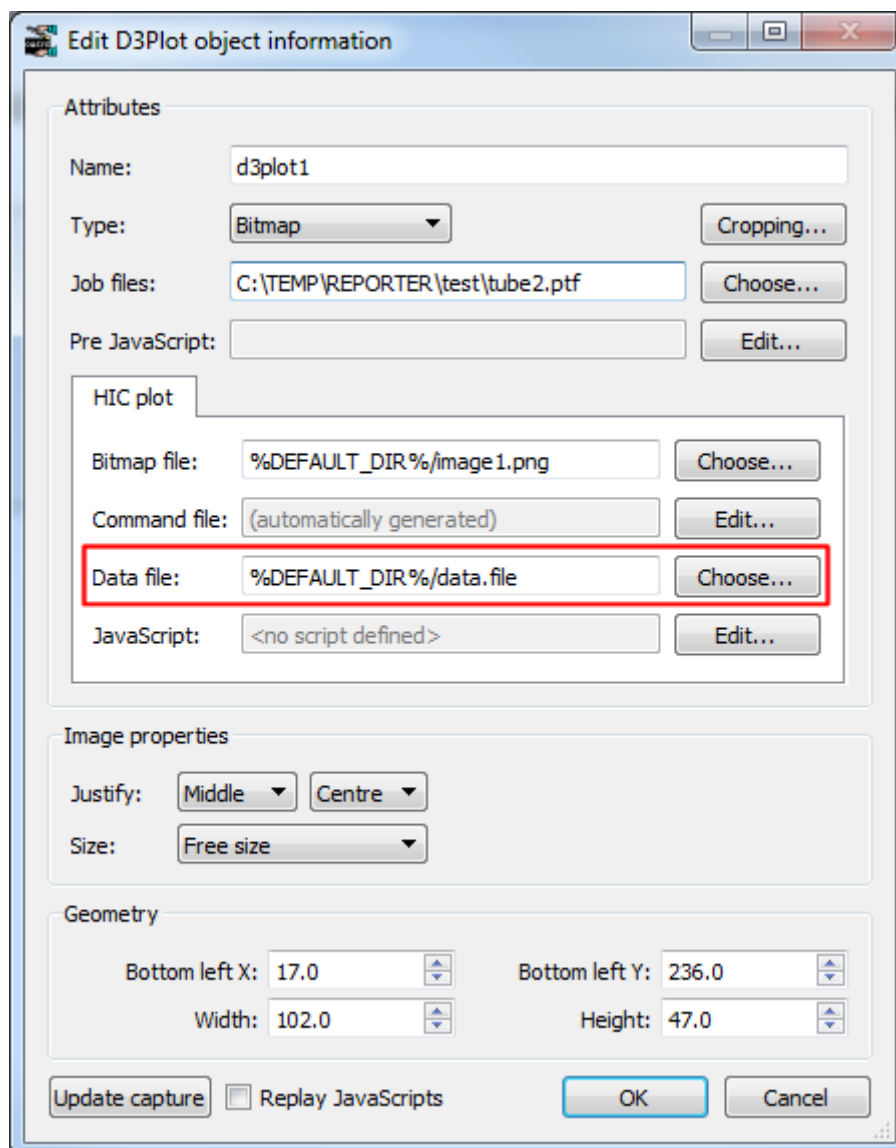 Edit D3Plot object information
Attributes
Name: d3plot1
Type: Bitmap Cropping...
Job files: C:\TEMP\REPORTER\test\tube2.ptf Choose...
Pre JavaScript: Edit...
HIC plot
Bitmap file: %DEFAULT_DIR%/image1.png Choose...
Command file: (automatically generated) Edit...
Data file: %DEFAULT_DIR%/data.file Choose...
JavaScript: <no script defined> Edit...
Image properties
Justify: Middle Centre
Size: Free size
Geometry
Bottom left X: 17.0 Bottom left Y: 236.0
Width: 102.0 Height: 47.0
Update capture Replay JavaScripts OK Cancel